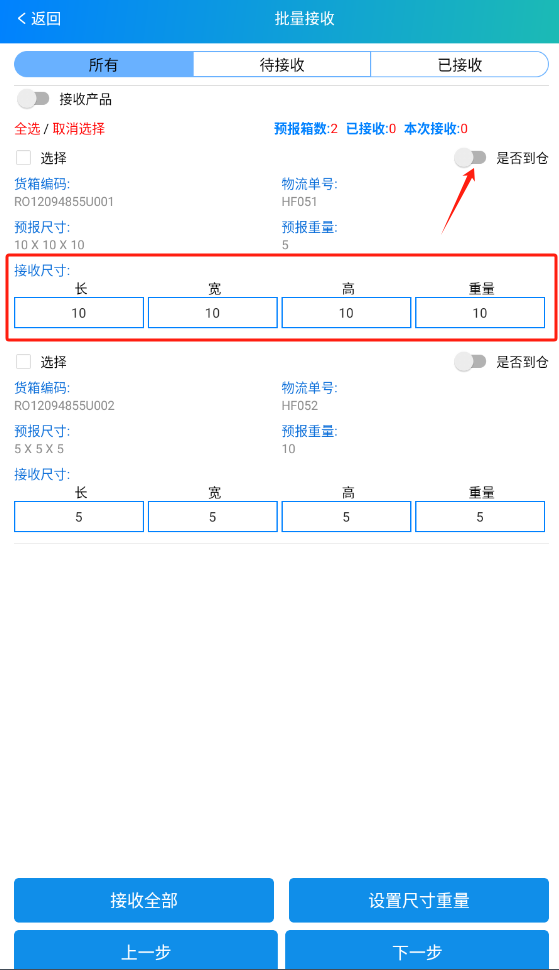 返回 批量接收
所有 待接收 已接收
接收产品
全选 / 取消选择 预报箱数:2 已接收:0 本次接收:0
选择 是否到仓
货箱编码: 物流单号:
RO12094855U001 HF051
预报尺寸: 预报重量:
10 X 10 X 10 5
接收尺寸:
长 宽 高 重量
10 10 10 10
选择 是否到仓
货箱编码: 物流单号:
RO12094855U002 HF052
预报尺寸: 预报重量:
5 X 5 X 5 10
接收尺寸:
长 宽 高 重量
5 5 5 5
接收全部 设置尺寸重量
上一步 下一步